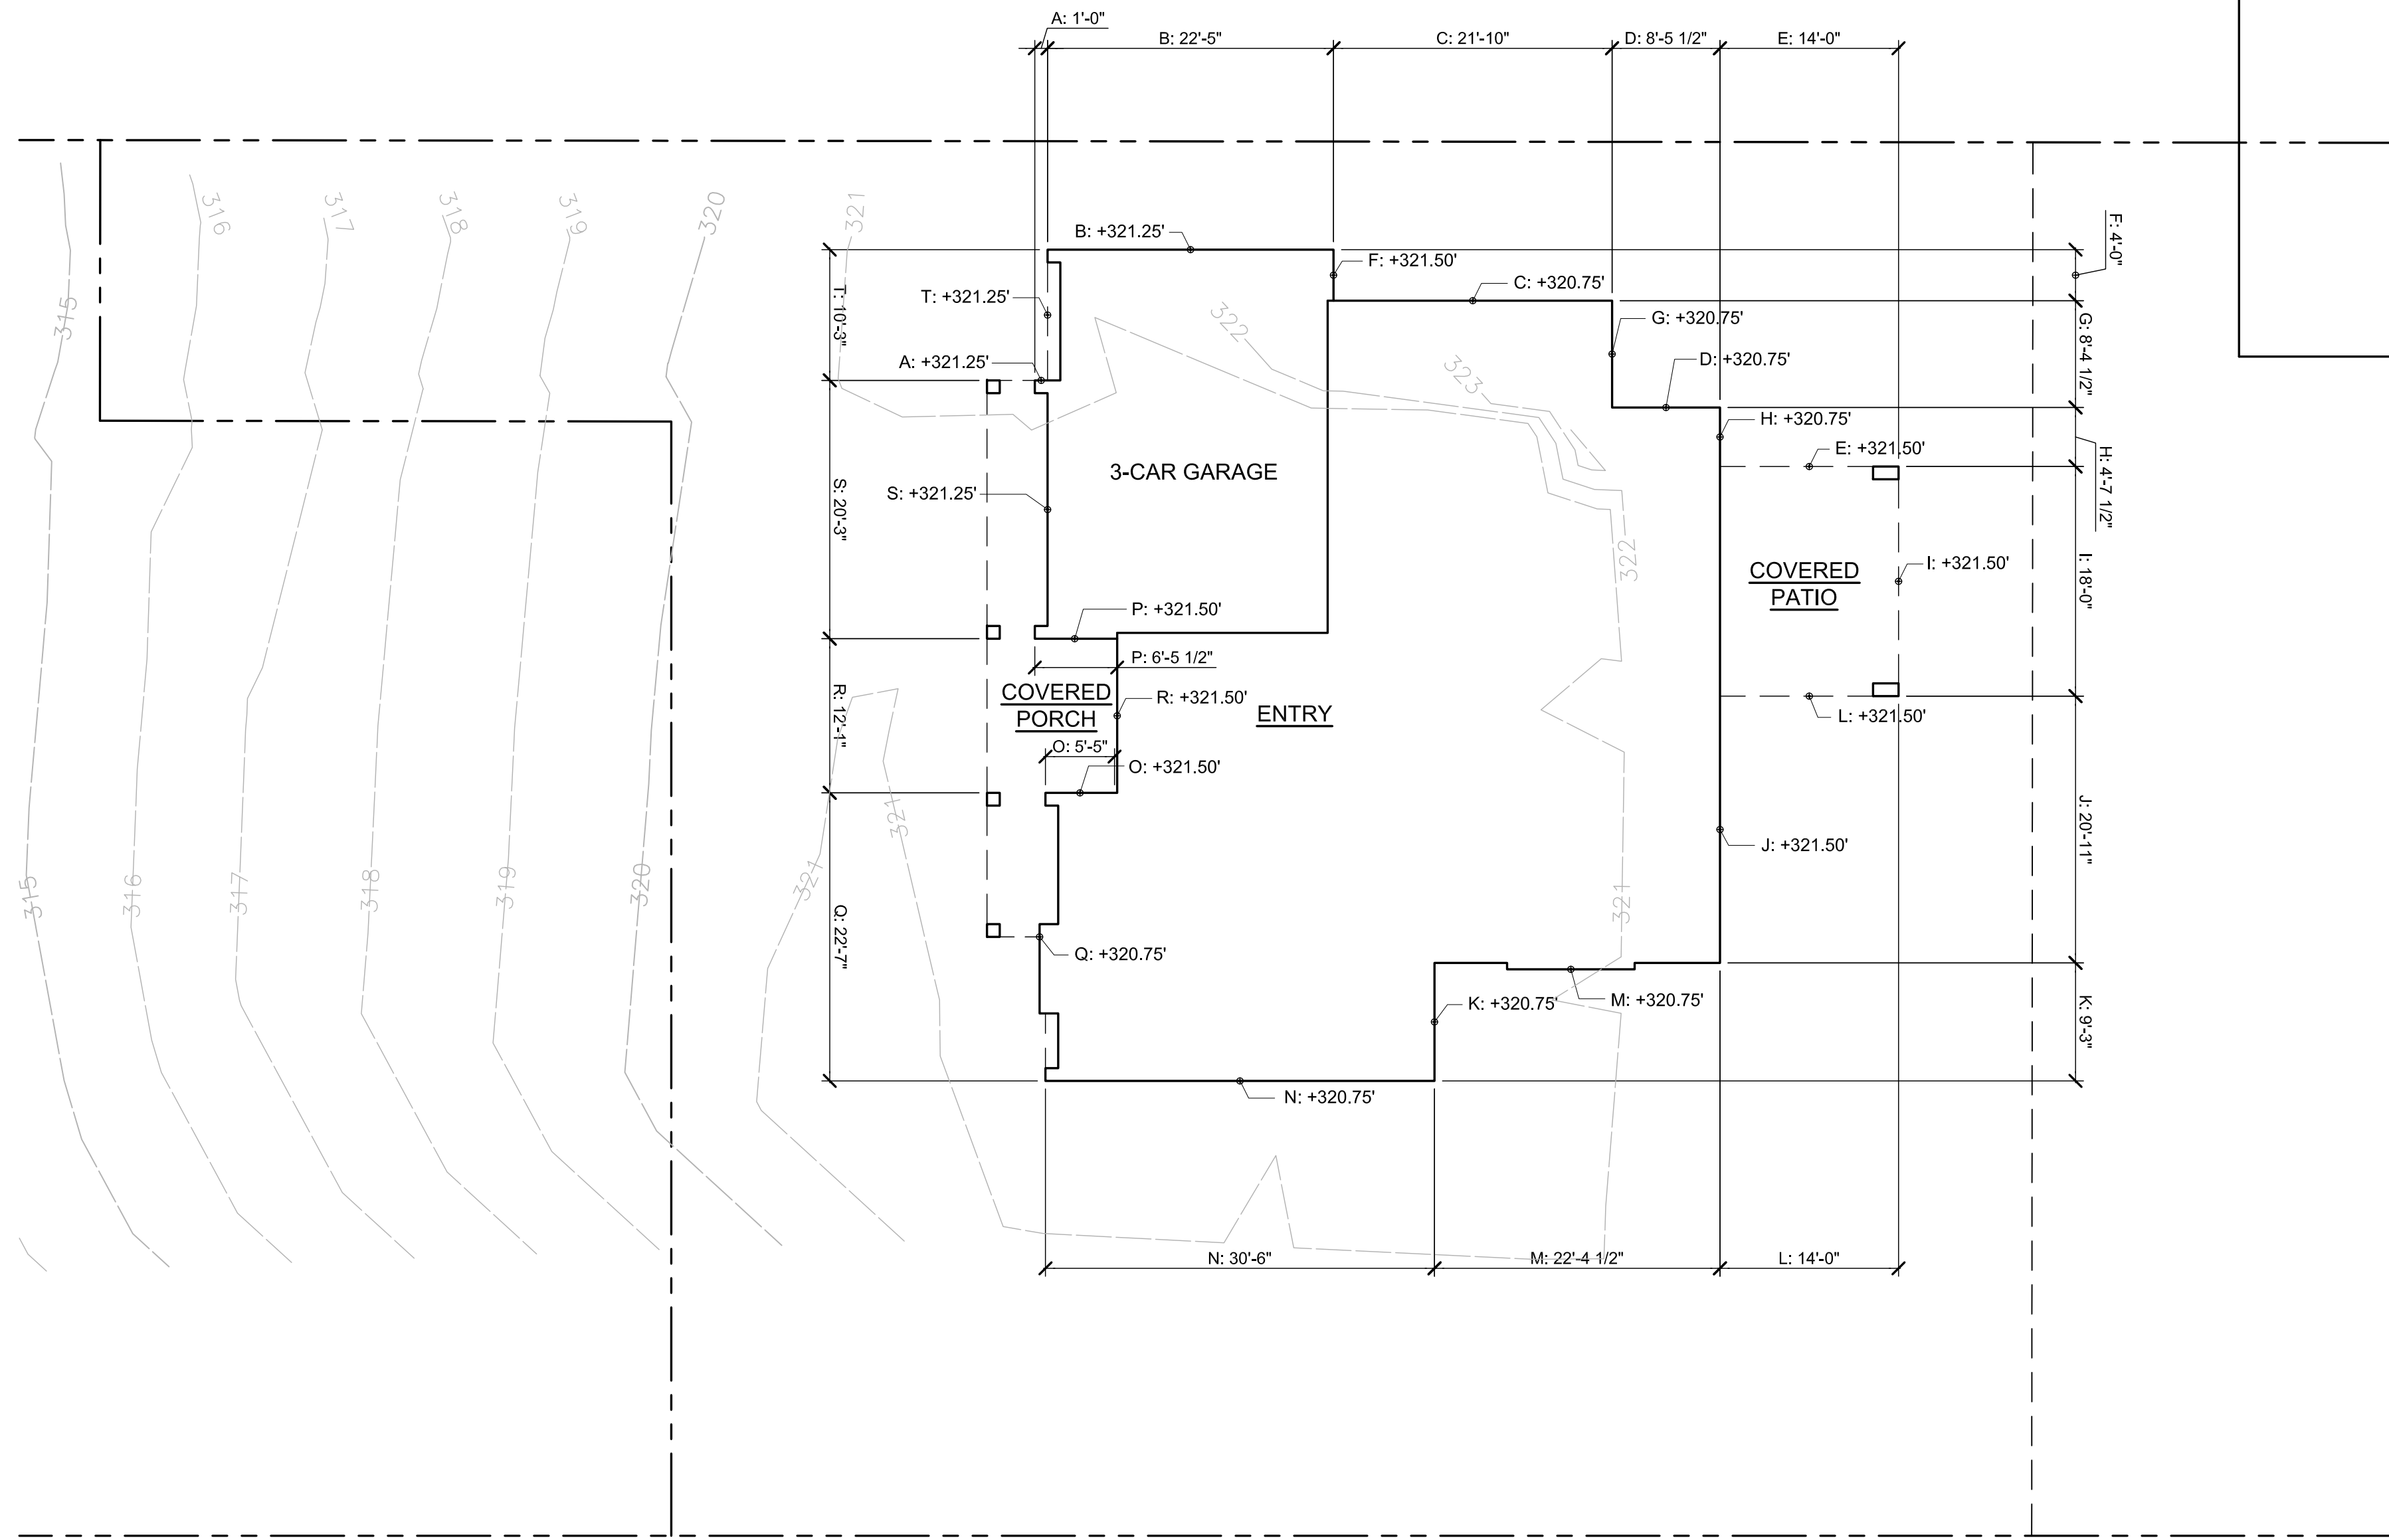 A: 1'-0"
B: 22'-5"
C: 21'-10"
D: 8'-5 1/2"
E: 14'-0"
316
317
318
319
320
321
F: 4'-0"
B: +321.25'
F: +321.50'
C: +320.75'
T: 10'-3"
T: +321.25'
315
322
G: +320.75'
G: 8'-4 1/2"
A: +321.25'
323
D: +320.75'
H: +320.75'
E: +321.50'
H: 4'-7 1/2"
3-CAR GARAGE
S: 20'-3"
S: +321.25'
322
COVERED
PATIO
I: +321.50'
I: 18'-0"
P: +321.50'
P: 6'-5 1/2"
R: 12'-1"
COVERED
PORCH
R: +321.50'
ENTRY
L: +321.50'
O: 5'-5"
O: +321.50'
321
J: +321.50'
J: 20'-11"
315
316
317
318
319
320
321
321
Q: 22'-7"
Q: +320.75'
K: +320.75'
M: +320.75'
K: 9'-3"
N: +320.75'
N: 30'-6"
M: 22'-4 1/2"
L: 14'-0"